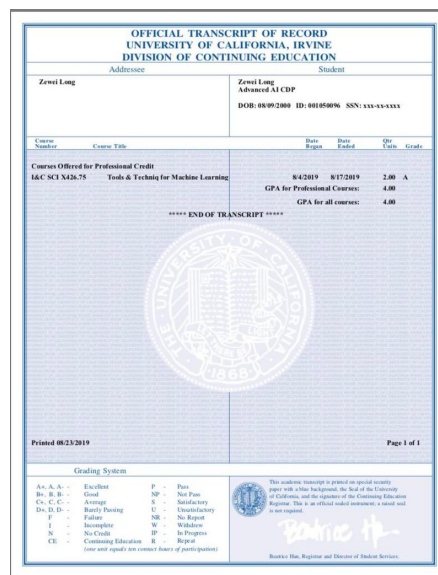 OFFICIAL TRANSCRIPT OF RECORD
UNIVERSITY OF CALIFORNIA, IRVINE
DIVISION OF CONTINUING EDUCATION
Addressee Student
Zewei Long Zewei Long
Advanced AI CDP
DOB: 08/09/2000 ID: 001050096 SSN: xxx-xx-xxxx
Course Date Date Qtr
Number Course Title Began Ended Units Grade
Courses Offered for Professional Credit
I&C SCI X426.75 Tools & Techniq for Machine Learning 8/4/2019 8/17/2019 2.00 A
GPA for Professional Courses: 4.00
GPA for all courses: 4.00
***** END OF TRANSCRIPT *****
UNIVERSITY OF CALIFORNIA
THE
1868
Printed 08/23/2019 Page 1 of 1
Grading System
A+, A, A- - Excellent P - Pass
B+, B, B- - Good NP - Not Pass
C+, C, C- - Average S - Satisfactory
D+, D, D- - Barely Passing U - Unsatisfactory
F - Failure NR - No Report
I - Incomplete W - Withdrew
N - No Credit IP - In Progress
CE - Continuing Education R - Repeat
(one unit equals ten contact hours of participation)
This academic transcript is printed on special security
paper with a blue background, the Seal of the University
of California, and the signature of the Continuing Education
Registrar. This is an official sealed instrument; a raised seal
is not required.
Beatrice Han, Registrar and Director of Student Services